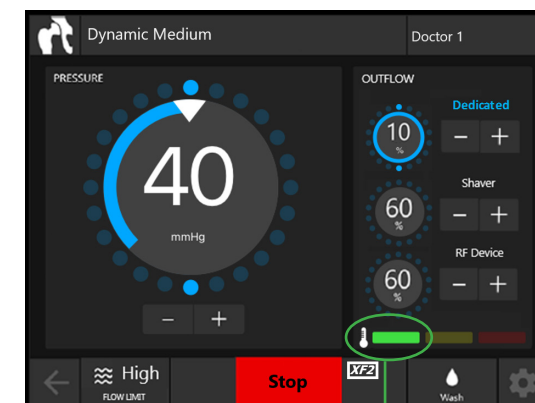 Dynamic Medium
Doctor 1
PRESSURE
40
mmHg
− +
OUTFLOW
Dedicated
10
%
− +
Shaver
60
%
− +
RF Device
60
%
− +
High
FLOW LIMIT
Stop
XF2
Wash